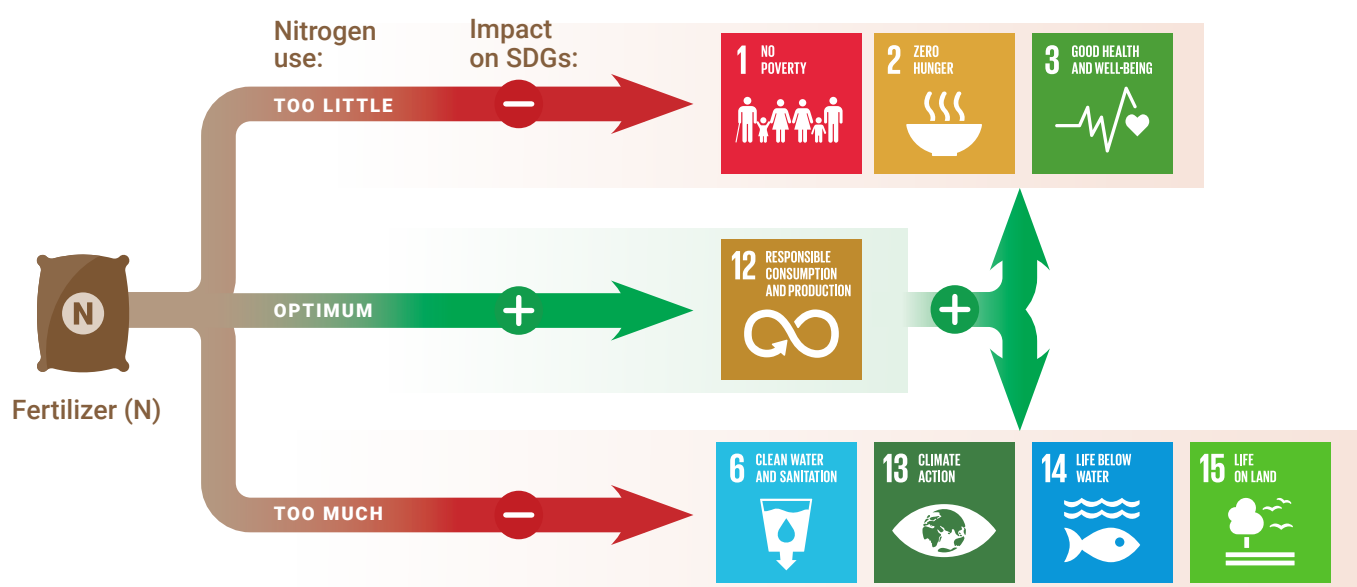 Nitrogen
use:
Impact
on SDGs:
TOO LITTLE
1 NO
POVERTY
2 ZERO
HUNGER
3 GOOD HEALTH
AND WELL-BEING
N
Fertilizer (N)
OPTIMUM
12 RESPONSIBLE
CONSUMPTION
AND PRODUCTION
TOO MUCH
6 CLEAN WATER
AND SANITATION
13 CLIMATE
ACTION
14 LIFE BELOW
WATER
15 LIFE
ON LAND